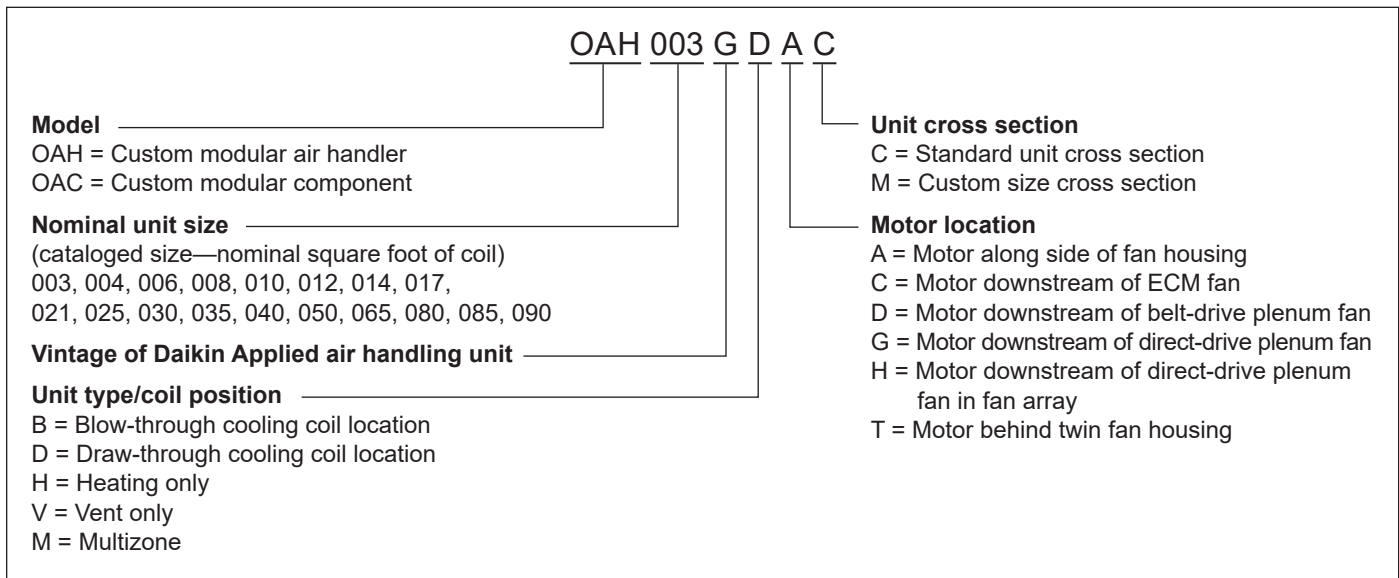 OAH 003 G D A C
Model
OAH = Custom modular air handler
OAC = Custom modular component
Nominal unit size
(cataloged size—nominal square foot of coil)
003, 004, 006, 008, 010, 012, 014, 017,
021, 025, 030, 035, 040, 050, 065, 080, 085, 090
Vintage of Daikin Applied air handling unit
Unit type/coil position
B = Blow-through cooling coil location
D = Draw-through cooling coil location
H = Heating only
V = Vent only
M = Multizone
Unit cross section
C = Standard unit cross section
M = Custom size cross section
Motor location
A = Motor along side of fan housing
C = Motor downstream of ECM fan
D = Motor downstream of belt-drive plenum fan
G = Motor downstream of direct-drive plenum fan
H = Motor downstream of direct-drive plenum
fan in fan array
T = Motor behind twin fan housing